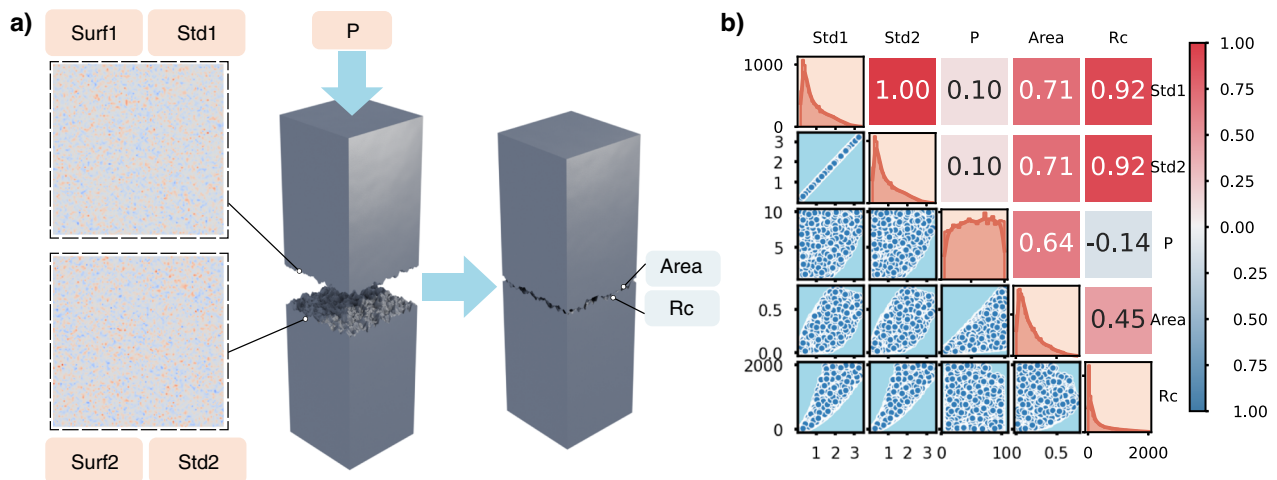 a)
Surf1
Std1
P
Area
Rc
Surf2
Std2
b)
Std1 Std2 P Area Rc
1000
0
1.00 0.10 0.71 0.92 Std1
3
2
1
0.10 0.71 0.92 Std2
10
5
0.64 -0.14 P
0.5
0.0
0.45 Area
2000
0
Rc
1 2 3 1 2 3 0 100 0.5 0 2000
1.00
0.75
0.50
0.25
0.00
0.25
0.50
0.75
1.00